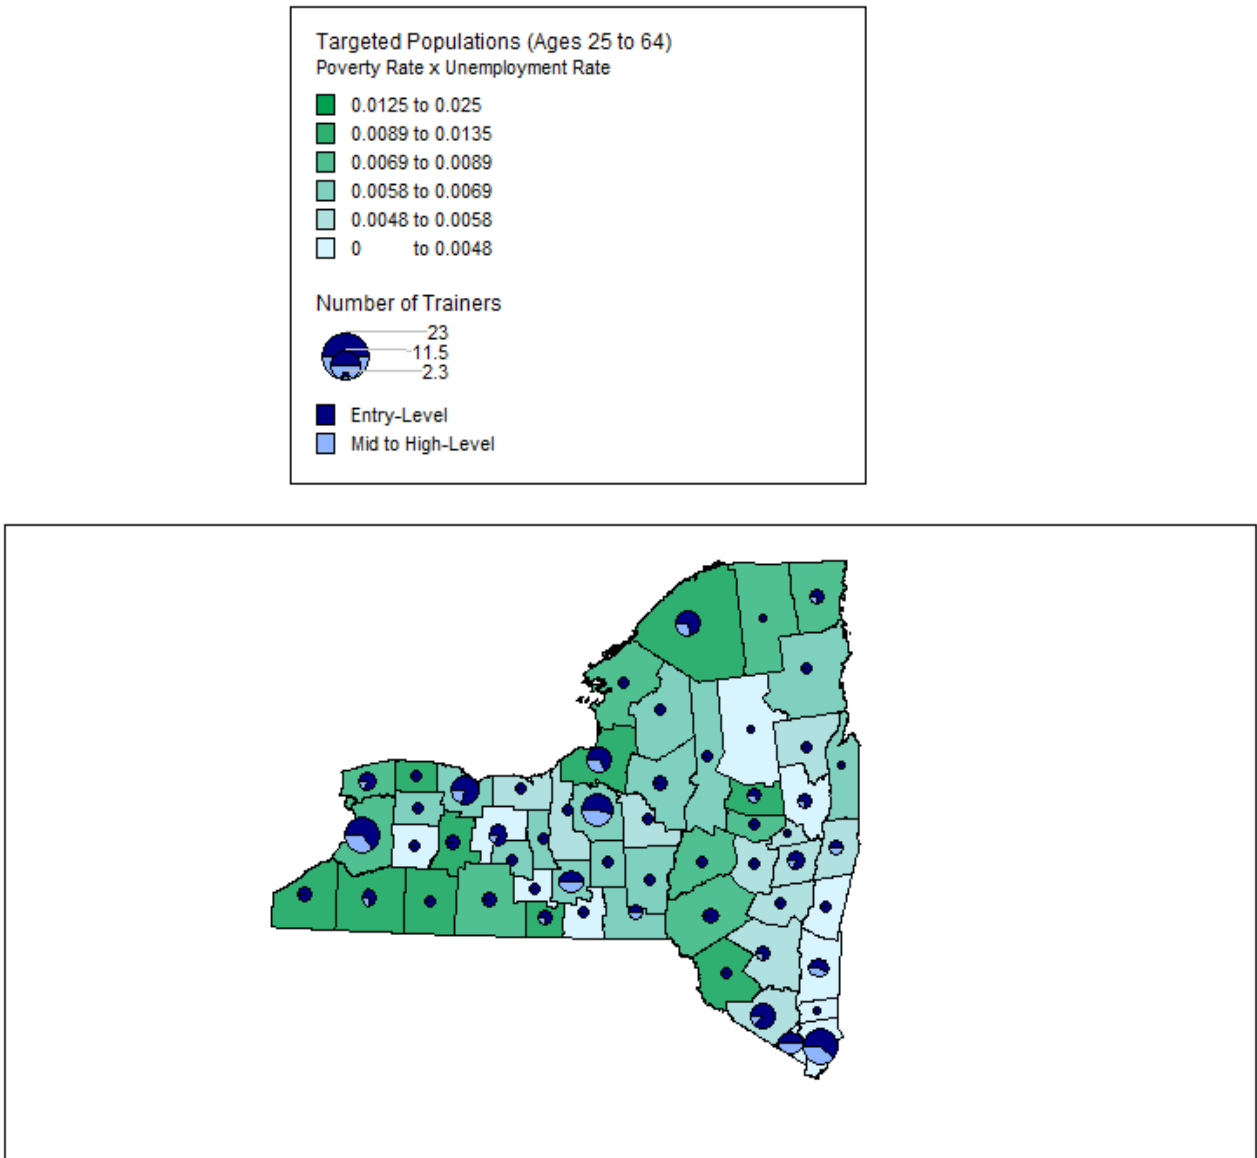 Targeted Populations (Ages 25 to 64)
Poverty Rate x Unemployment Rate
0.0125 to 0.025
0.0089 to 0.0135
0.0069 to 0.0089
0.0058 to 0.0069
0.0048 to 0.0058
0 to 0.0048
Number of Trainers
23
11.5
2.3
Entry-Level
Mid to High-Level